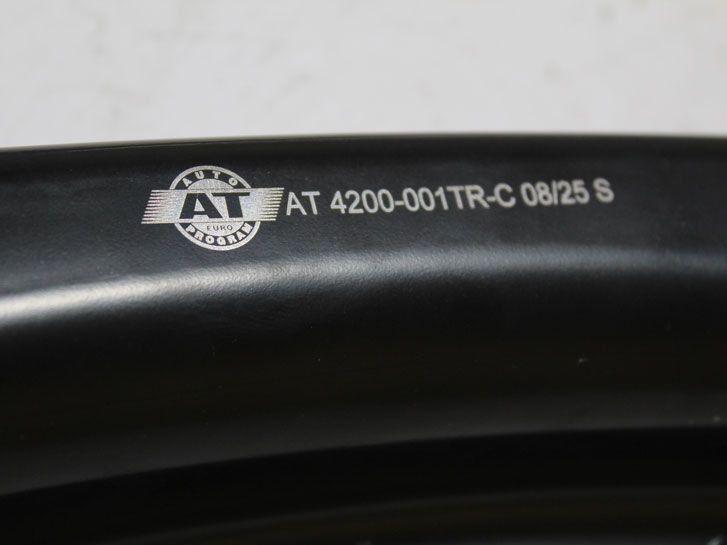 AUTO
AT
EURO
PROGRAM
AT 4200-001TR-C 08/25 S